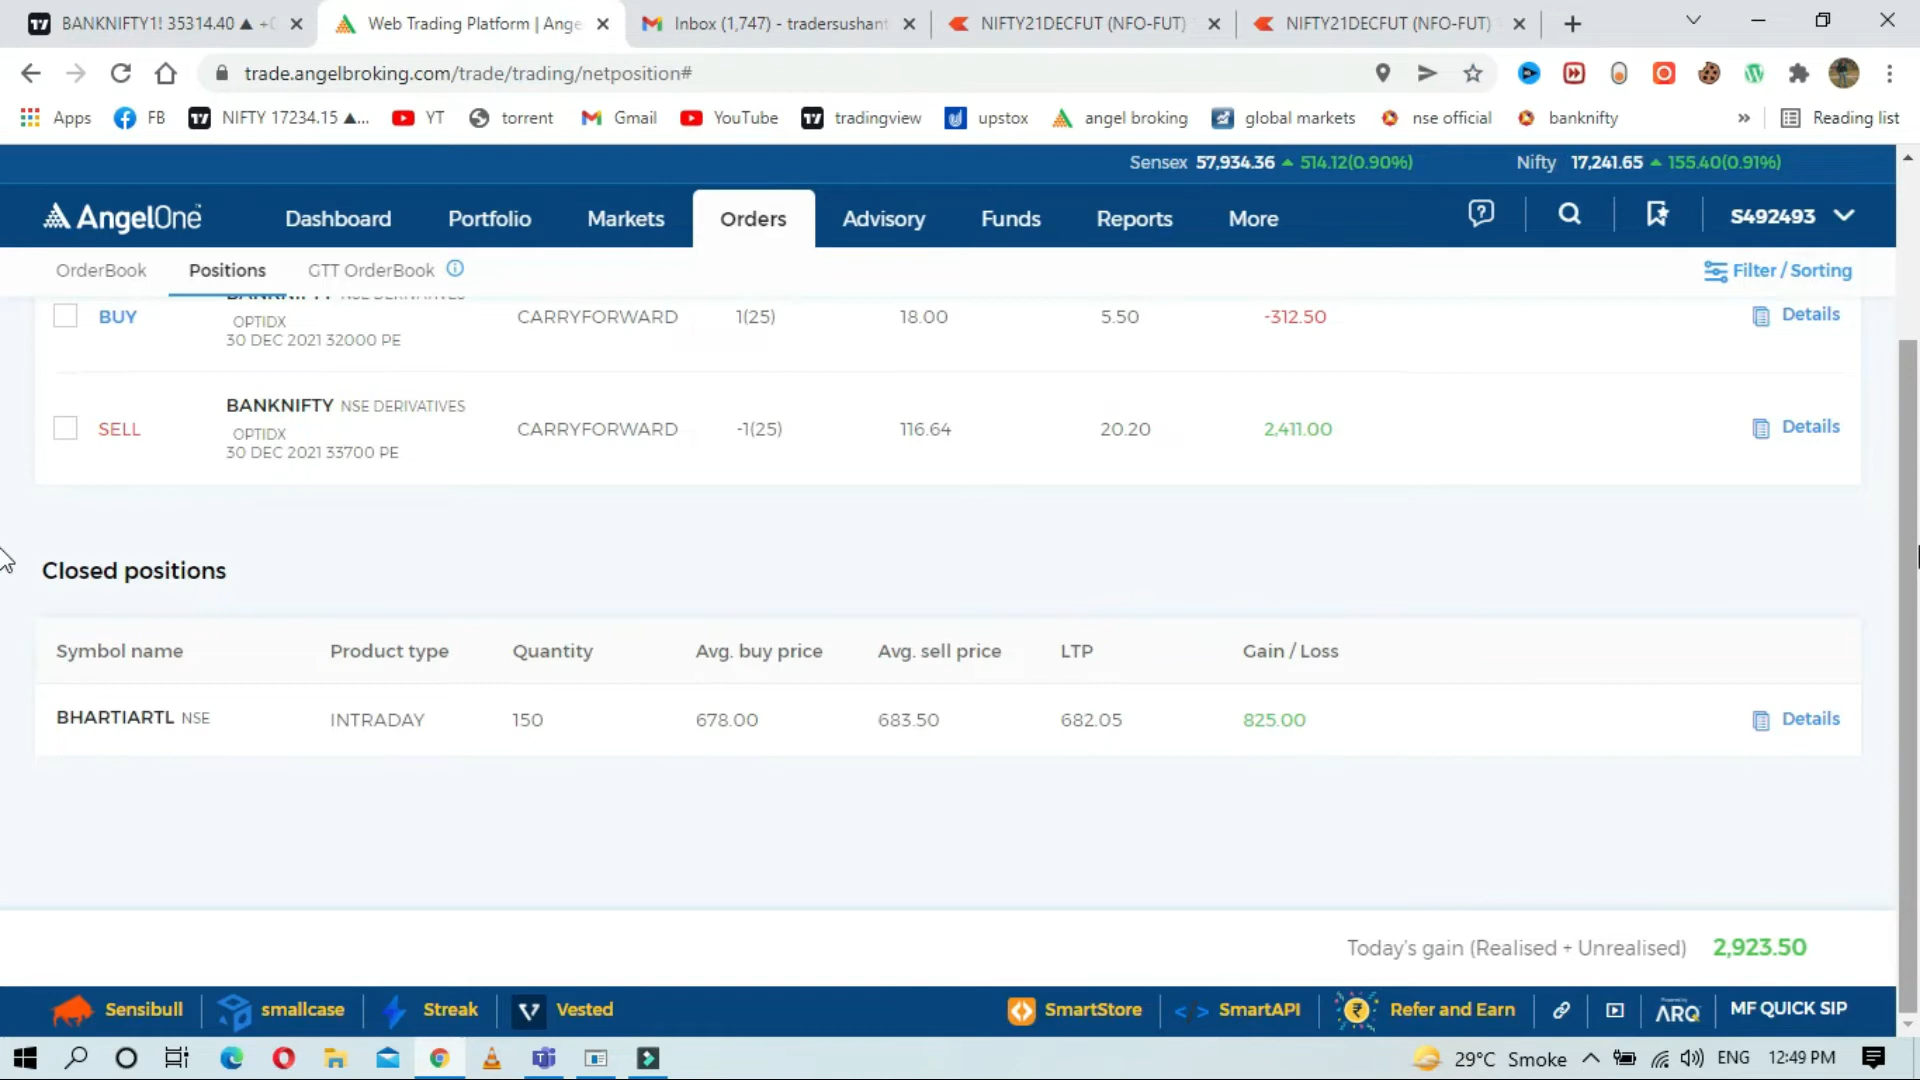 BANKNIFTY1! 35314.40 ▲ +0
Web Trading Platform | Ange
Inbox (1,747) - tradersushant
NIFTY21DECFUT (NFO-FUT)
NIFTY21DECFUT (NFO-FUT)
trade.angelbroking.com/trade/trading/netposition#
Apps
FB
NIFTY 17234.15 ▲...
YT
torrent
Gmail
YouTube
tradingview
upstox
angel broking
global markets
nse official
banknifty
»
Reading list
Sensex 57,934.36 514.12(0.90%)
Nifty 17,241.65 155.40(0.91%)
AngelOne
Dashboard
Portfolio
Markets
Orders
Advisory
Funds
Reports
More
S492493
OrderBook
Positions
GTT OrderBook
Filter / Sorting
BANKNIFTY NSE DERIVATIVES
BUY
OPTIDX
30 DEC 2021 32000 PE
CARRYFORWARD
1(25)
18.00
5.50
-312.50
Details
BANKNIFTY NSE DERIVATIVES
SELL
OPTIDX
30 DEC 2021 33700 PE
CARRYFORWARD
-1(25)
116.64
20.20
2,411.00
Details
Closed positions
Symbol name
Product type
Quantity
Avg. buy price
Avg. sell price
LTP
Gain / Loss
BHARTIARTL NSE
INTRADAY
150
678.00
683.50
682.05
825.00
Details
Today's gain (Realised + Unrealised) 2,923.50
Sensibull
smallcase
Streak
Vested
SmartStore
SmartAPI
Refer and Earn
ARQ
MF QUICK SIP
29°C Smoke
ENG
12:49 PM